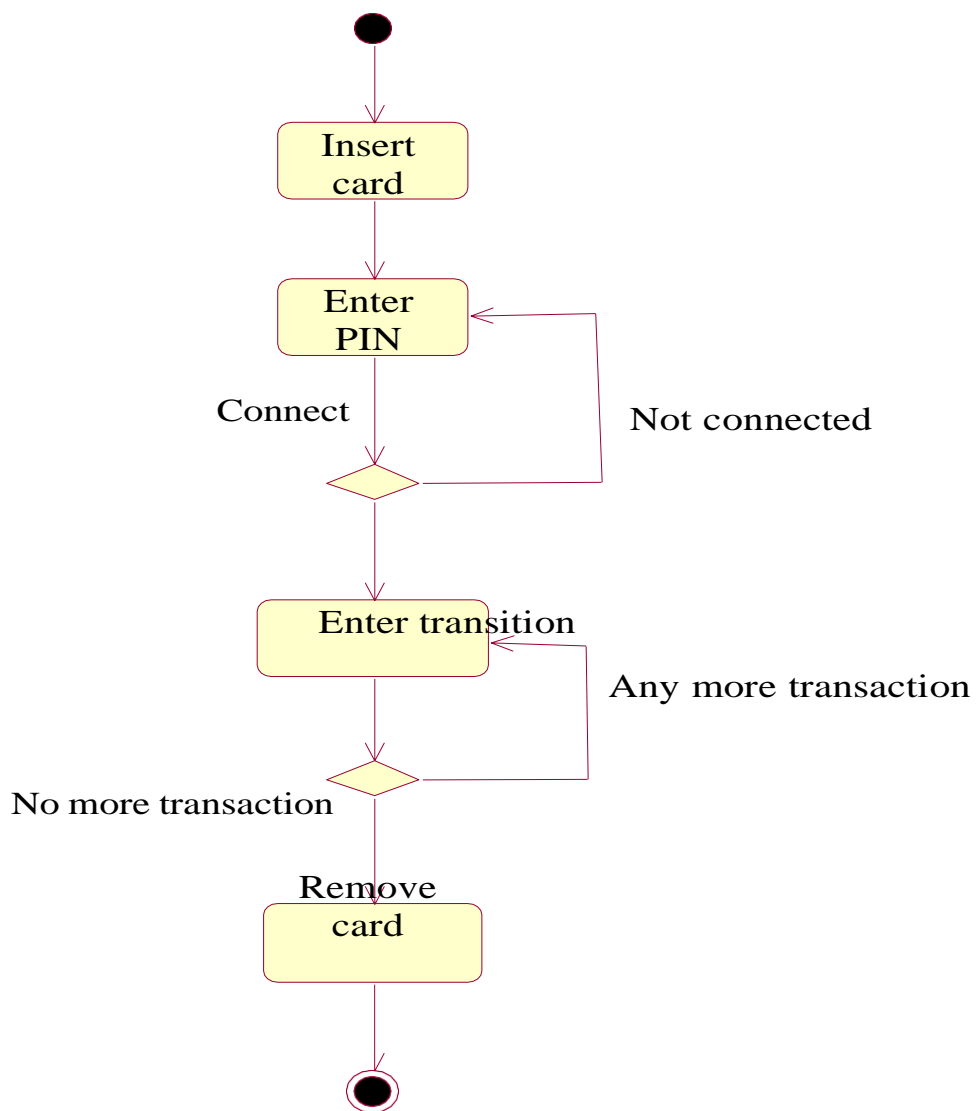 Insert
card
Enter
PIN
Connect
Not connected
Enter transition
Any more transaction
No more transaction
Remove
card